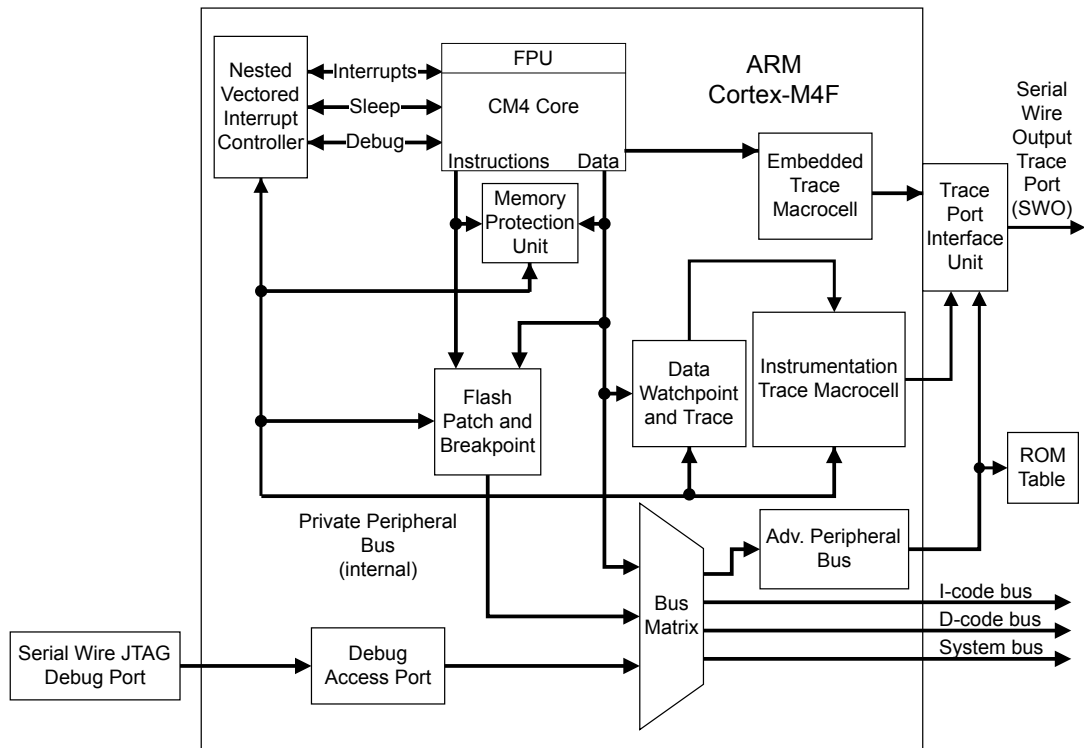 FPU
ARM
Cortex-M4F
Nested
Vectored
Interrupt
Controller
Interrupts
Sleep
Debug
CM4 Core
Instructions
Data
Serial
Wire
Output
Trace
Port
(SWO)
Embedded
Trace
Macrocell
Trace
Port
Interface
Unit
Memory
Protection
Unit
Data
Watchpoint
and Trace
Instrumentation
Trace Macrocell
Flash
Patch and
Breakpoint
ROM
Table
Private Peripheral
Bus
(internal)
Adv. Peripheral
Bus
Bus
Matrix
I-code bus
D-code bus
System bus
Serial Wire JTAG
Debug Port
Debug
Access Port